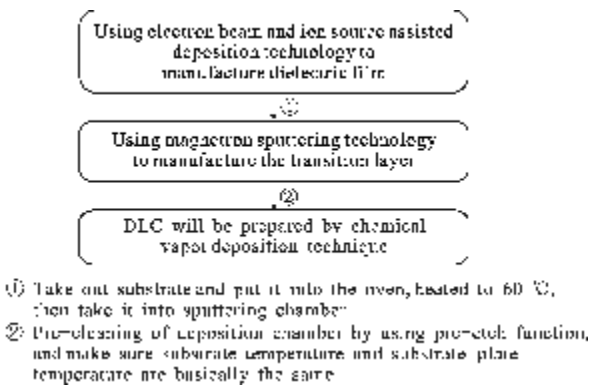 Using electron beam and ion source assisted
deposition technology to
manufacture dielectric film
①
Using magnetron sputtering technology
to manufacture the transition layer
②
DLC will be prepared by chemical
vapor deposition technique
① Take out substrate and put it into the oven, heated to 60 ℃,
then take it into sputtering chamber
② Pre-cleaning of deposition chamber by using pre-etch function,
and make sure substrate temperature and substrate plate
temperature are basically the same